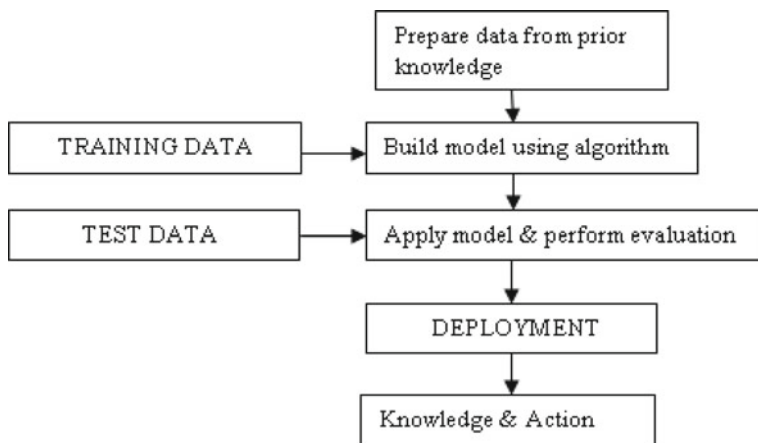 Prepare data from prior
knowledge
TRAINING DATA
Build model using algorithm
TEST DATA
Apply model & perform evaluation
DEPLOYMENT
Knowledge & Action